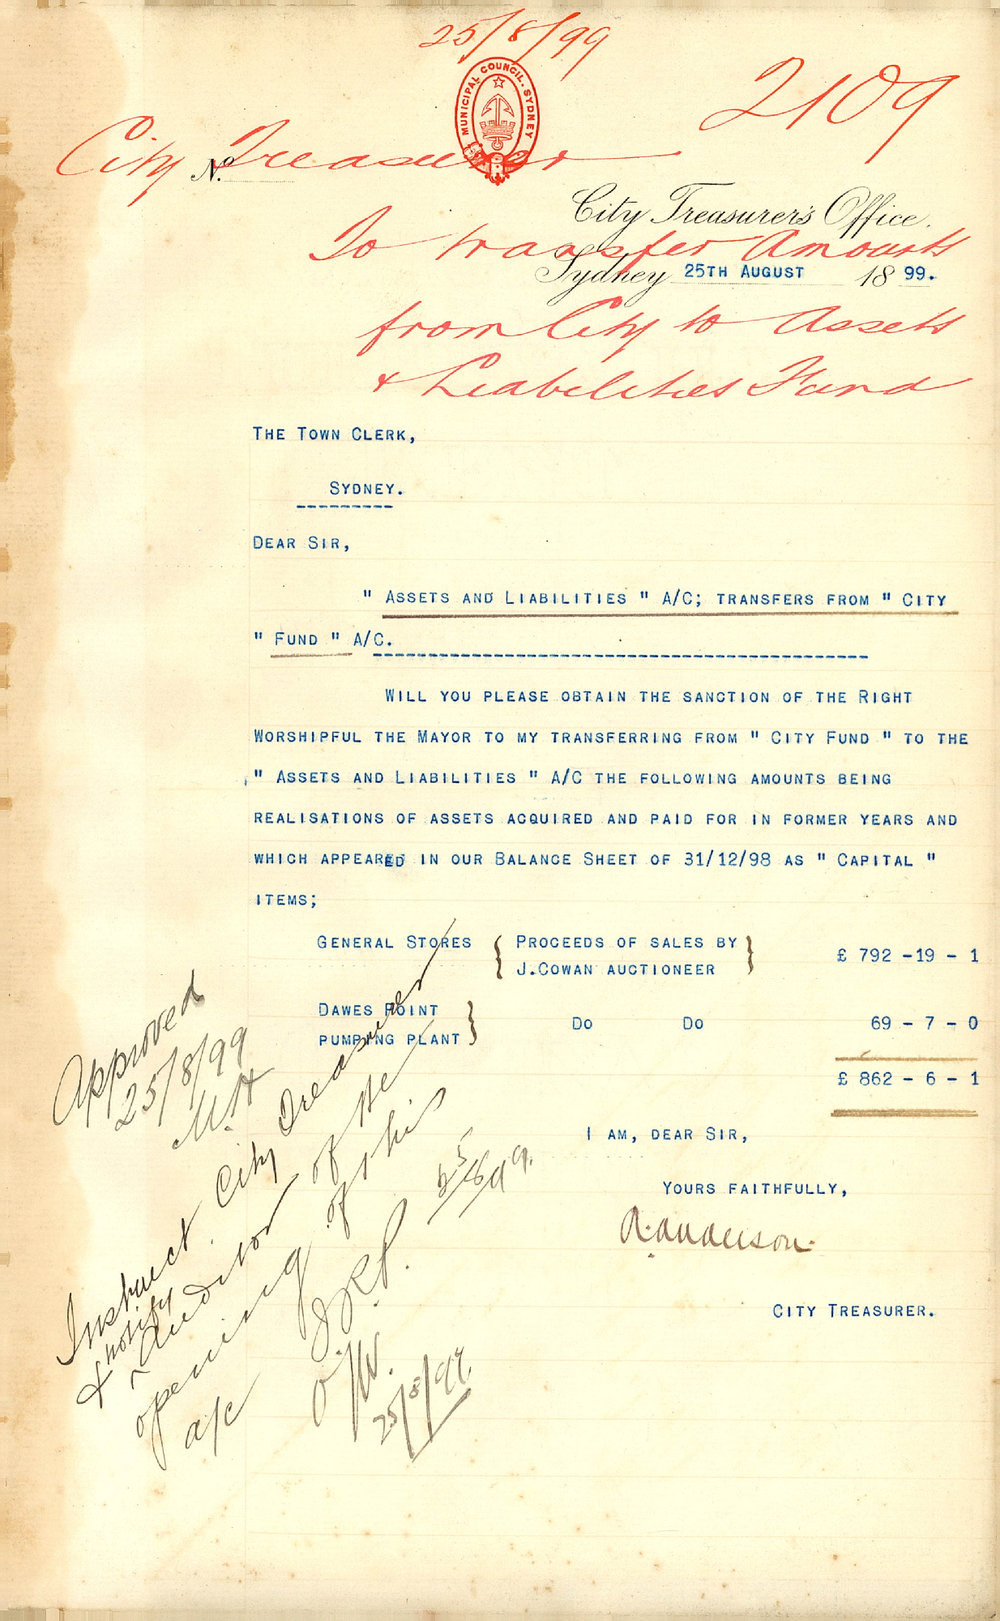 25/8/99
MUNICIPAL COUNCIL. SYDNEY
2109
City Treasurer
No.
City Treasurer's Office.
To transfer Amounts
Sydney 25TH AUGUST 1899.
from City to Assets
& Liabilities Fund
THE TOWN CLERK,
SYDNEY.
DEAR SIR,
" ASSETS AND LIABILITIES " A/C; TRANSFERS FROM " CITY
" FUND " A/C.
WILL YOU PLEASE OBTAIN THE SANCTION OF THE RIGHT
WORSHIPFUL THE MAYOR TO MY TRANSFERRING FROM " CITY FUND " TO THE
" ASSETS AND LIABILITIES " A/C THE FOLLOWING AMOUNTS BEING
REALISATIONS OF ASSETS ACQUIRED AND PAID FOR IN FORMER YEARS AND
WHICH APPEARED IN OUR BALANCE SHEET OF 31/12/98 AS " CAPITAL "
ITEMS;
GENERAL STORES { PROCEEDS OF SALES BY } £ 792 -19 - 1
J.COWAN AUCTIONEER
DAWES POINT
PUMPING PLANT } DO DO 69 - 7 - 0
£ 862 - 6 - 1
I AM, DEAR SIR,
YOURS FAITHFULLY,
CITY TREASURER.
Approved
25/8/99
M.H
Instruct City Treasurer
& notify Auditor of the
opening of this
a/c
25/8/99.
25/8/99.